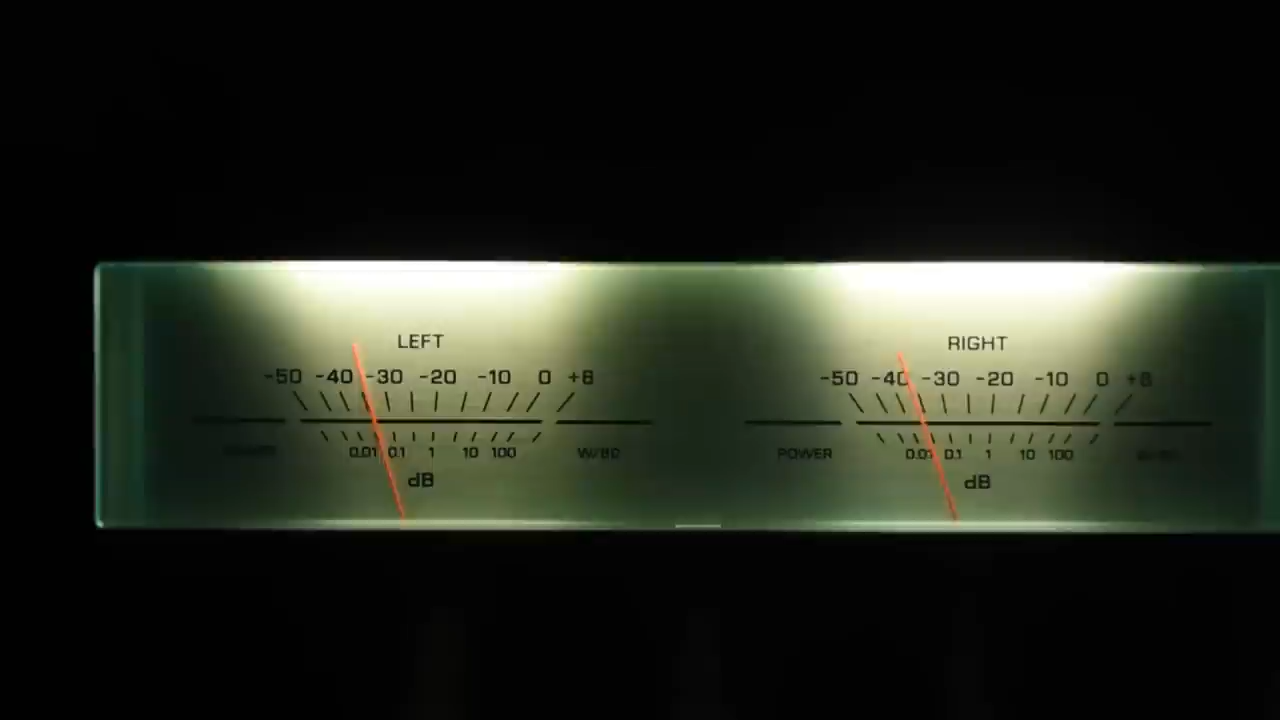 LEFT
-50 -40 -30 -20 -10 0 +8
0.01 0.1 1 10 100
W/8Ω
dB
RIGHT
-50 -40 -30 -20 -10 0 +8
POWER 0.01 0.1 1 10 100
dB